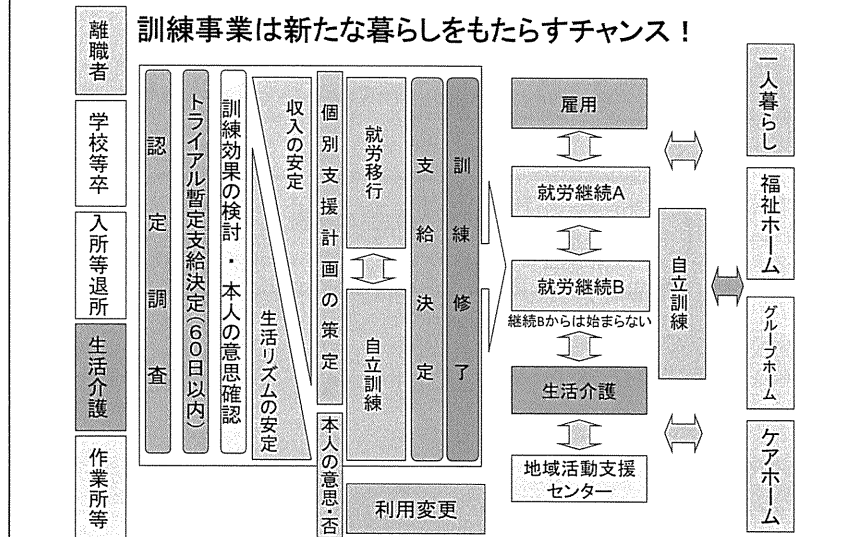 訓練事業は新たな暮らしをもたらすチャンス！
離職者
学校等卒
入所等退所
生活介護
作業所等
認定調査
トライアル暫定支給決定（60日以内）
訓練効果の検討・本人の意思確認
収入の安定
生活リズムの安定
個別支援計画の策定
本人の意思・否
就労移行
自立訓練
支給決定
訓練修了
利用変更
雇用
就労継続A
就労継続B
継続Bからは始まらない
生活介護
地域活動支援
センター
自立訓練
一人暮らし
福祉ホーム
グループホーム
ケアホーム